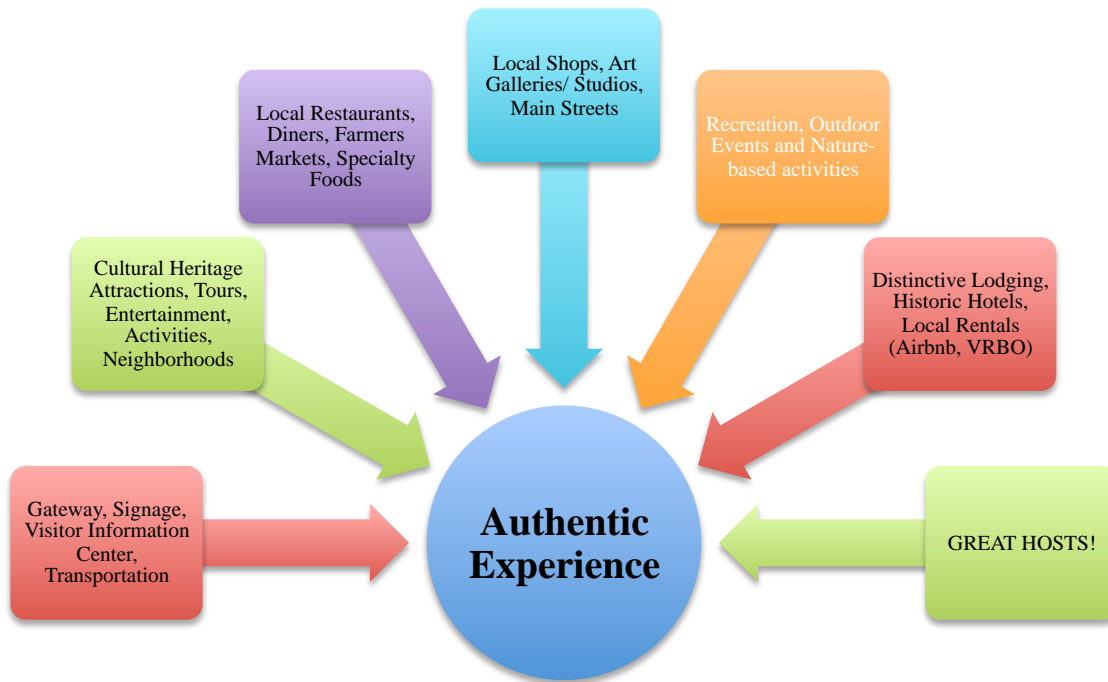 Local Shops, Art
Galleries/ Studios,
Main Streets
Local Restaurants,
Diners, Farmers
Markets, Specialty
Foods
Recreation, Outdoor
Events and Nature-
based activities
Cultural Heritage
Attractions, Tours,
Entertainment,
Activities,
Neighborhoods
Distinctive Lodging,
Historic Hotels,
Local Rentals
(Airbnb, VRBO)
Gateway, Signage,
Visitor Information
Center,
Transportation
Authentic
Experience
GREAT HOSTS!